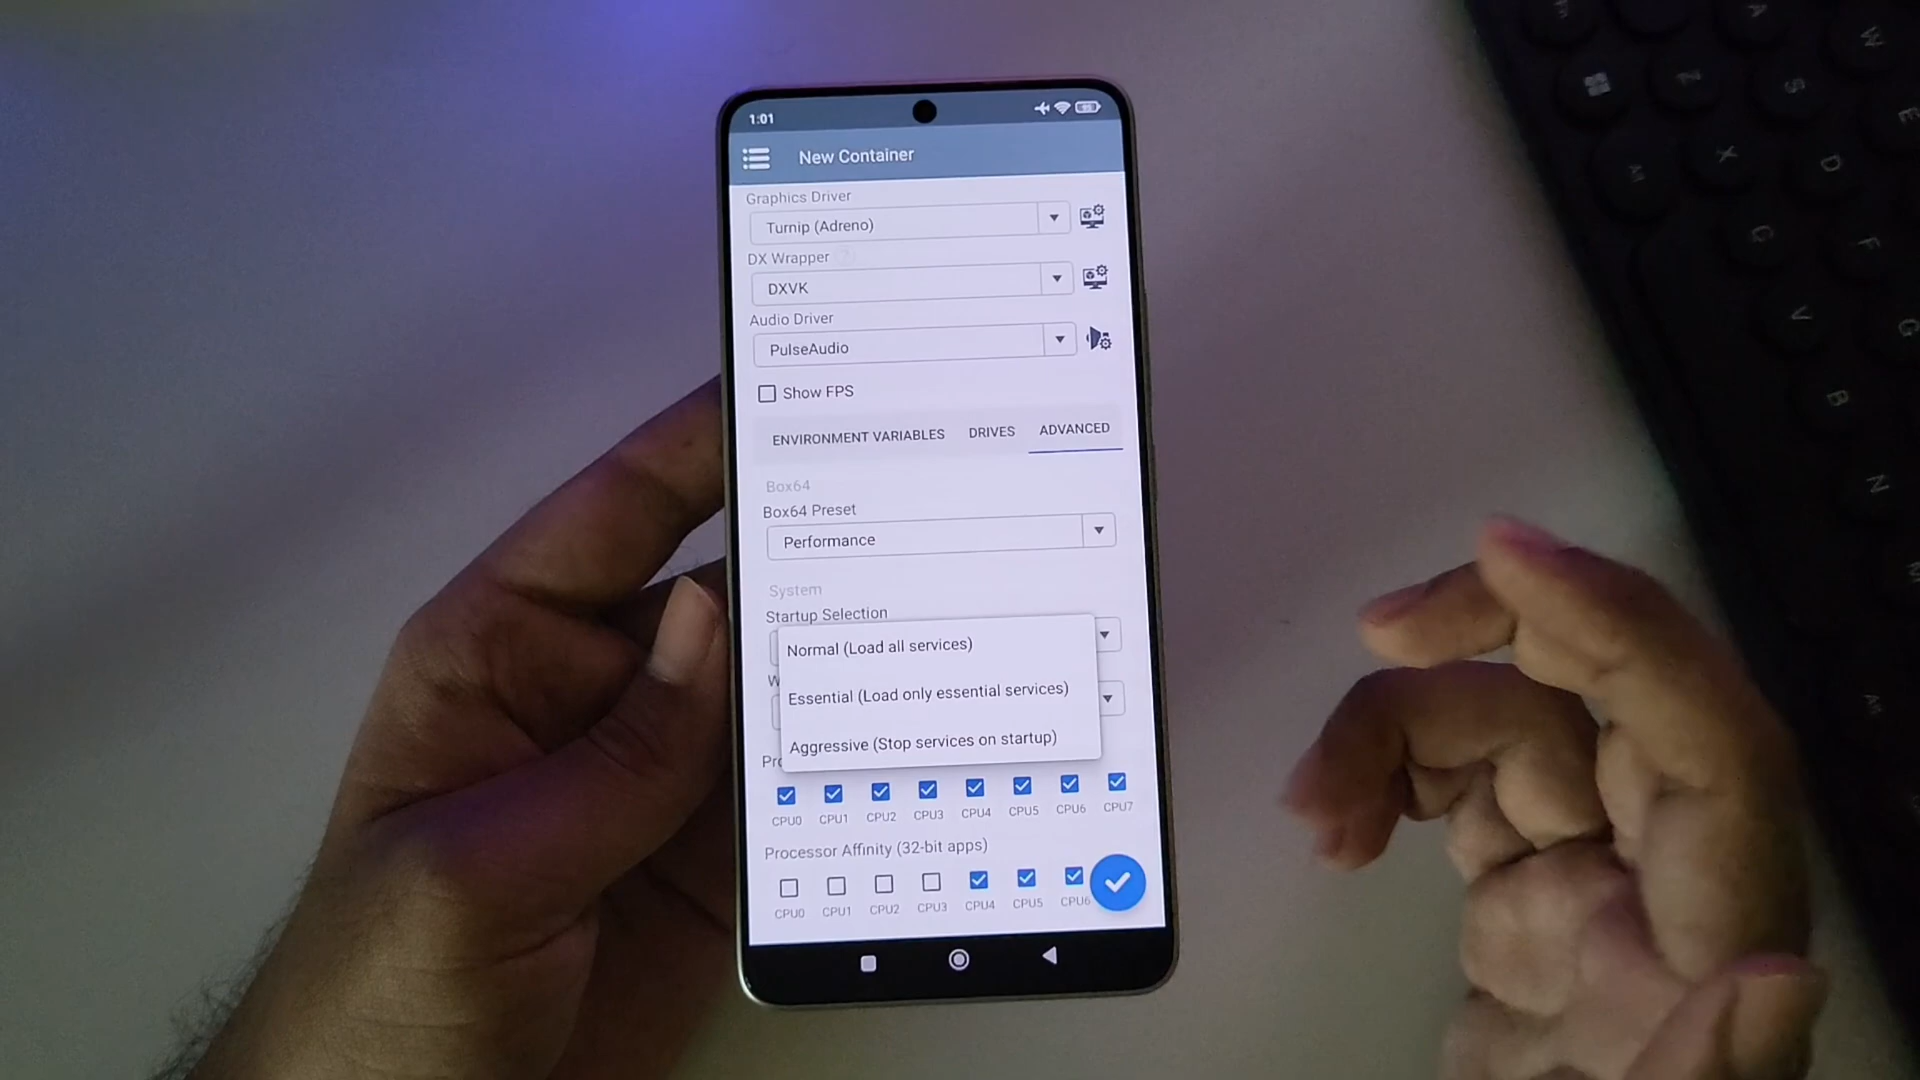 1:01
New Container
Graphics Driver
Turnip (Adreno)
DX Wrapper
DXVK
Audio Driver
PulseAudio
Show FPS
ENVIRONMENT VARIABLES DRIVES ADVANCED
Box64
Box64 Preset
Performance
System
Startup Selection
Normal (Load all services)
W
Essential (Load only essential services)
Aggressive (Stop services on startup)
Pro
CPU0 CPU1 CPU2 CPU3 CPU4 CPU5 CPU6 CPU7
Processor Affinity (32-bit apps)
CPU0 CPU1 CPU2 CPU3 CPU4 CPU5 CPU6
A W
Z S E
X D
C F
V G
B
N
M